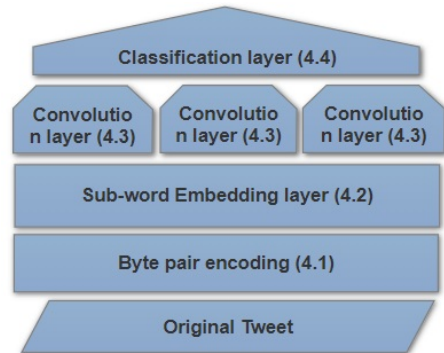 Classification layer (4.4)
Convolutio
n layer (4.3)
Convolutio
n layer (4.3)
Convolutio
n layer (4.3)
Sub-word Embedding layer (4.2)
Byte pair encoding (4.1)
Original Tweet